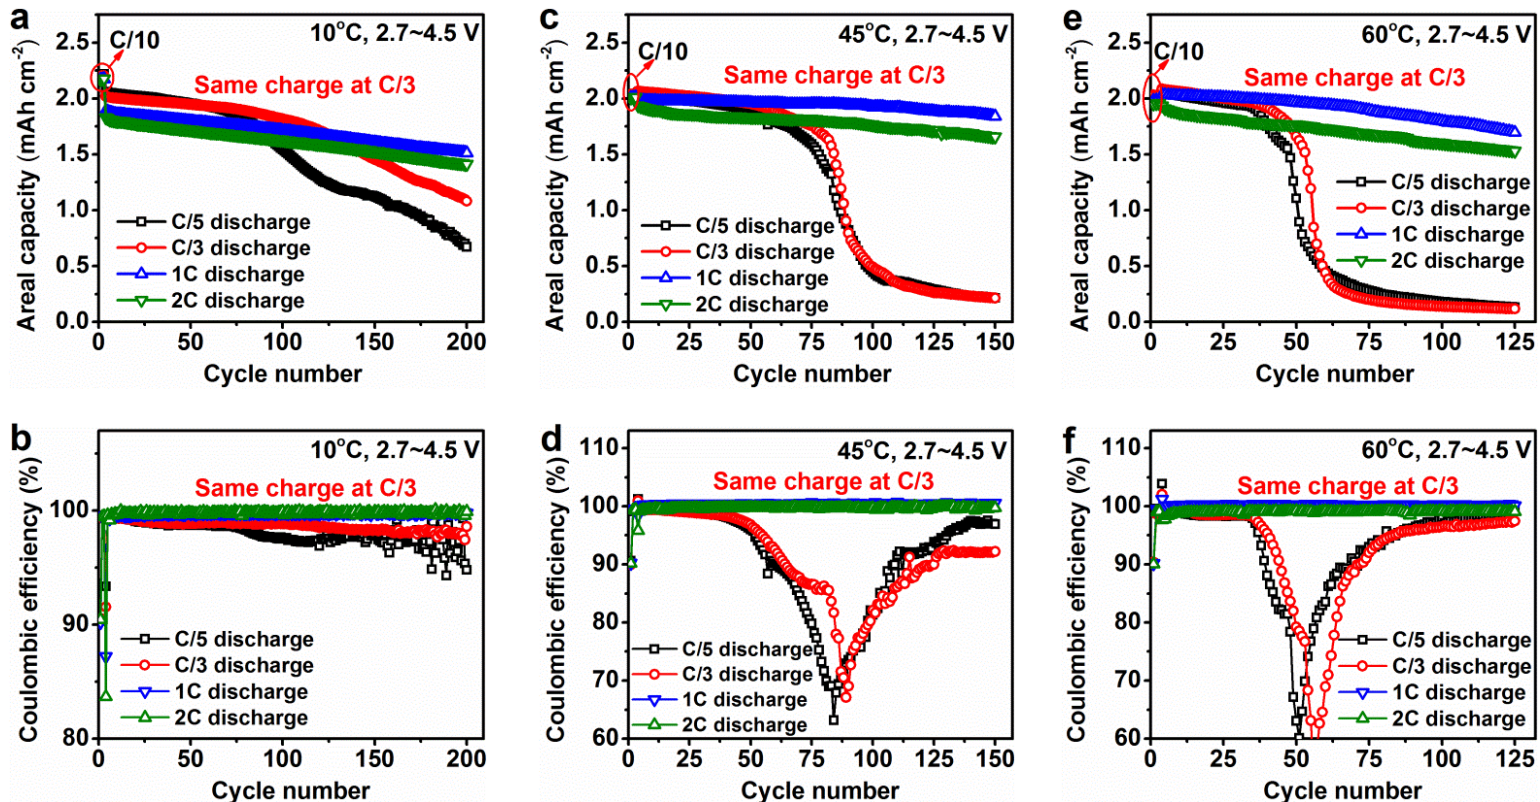 a
10°C, 2.7~4.5 V
C/10
Same charge at C/3
Areal capacity (mAh cm-2)
2.5
2.0
1.5
1.0
0.5
0.0
C/5 discharge
C/3 discharge
1C discharge
2C discharge
0
50
100
150
200
Cycle number
c
45°C, 2.7~4.5 V
C/10
Same charge at C/3
Areal capacity (mAh cm-2)
2.5
2.0
1.5
1.0
0.5
0.0
C/5 discharge
C/3 discharge
1C discharge
2C discharge
0
25
50
75
100
125
150
Cycle number
e
60°C, 2.7~4.5 V
C/10
Same charge at C/3
Areal capacity (mAh cm-2)
2.5
2.0
1.5
1.0
0.5
0.0
C/5 discharge
C/3 discharge
1C discharge
2C discharge
0
25
50
75
100
125
Cycle number
b
10°C, 2.7~4.5 V
Same charge at C/3
Coulombic efficiency (%)
100
90
80
C/5 discharge
C/3 discharge
1C discharge
2C discharge
0
50
100
150
200
Cycle number
d
45°C, 2.7~4.5 V
Same charge at C/3
Coulombic efficiency (%)
110
100
90
80
70
60
C/5 discharge
C/3 discharge
1C discharge
2C discharge
0
25
50
75
100
125
150
Cycle number
f
60°C, 2.7~4.5 V
Same charge at C/3
Coulombic efficiency (%)
110
100
90
80
70
60
C/5 discharge
C/3 discharge
1C discharge
2C discharge
0
25
50
75
100
125
Cycle number